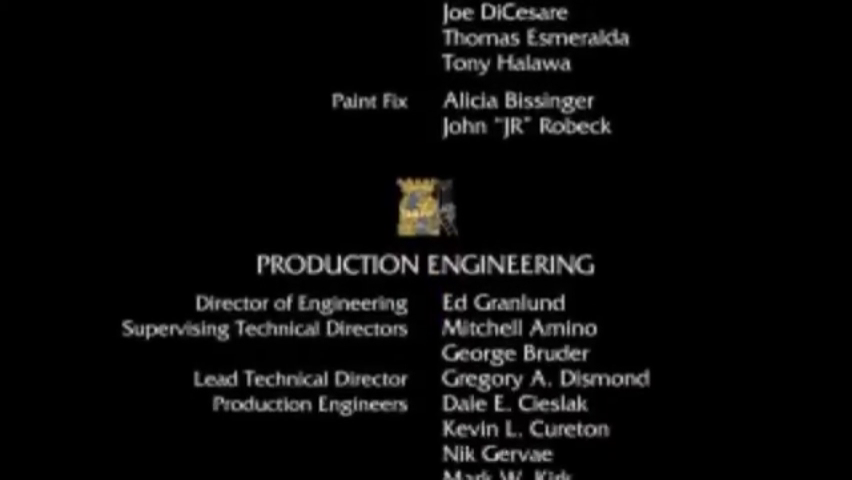 Joe DiCesare
Thomas Esmeralda
Tony Halawa
Paint Fix Alicia Bissinger
John "JR" Robeck
PRODUCTION ENGINEERING
Director of Engineering Ed Granlund
Supervising Technical Directors Mitchell Amino
George Bruder
Lead Technical Director Gregory A. Dismond
Production Engineers Dale E. Cieslak
Kevin L. Cureton
Nik Gervae
Mark W. Kirk